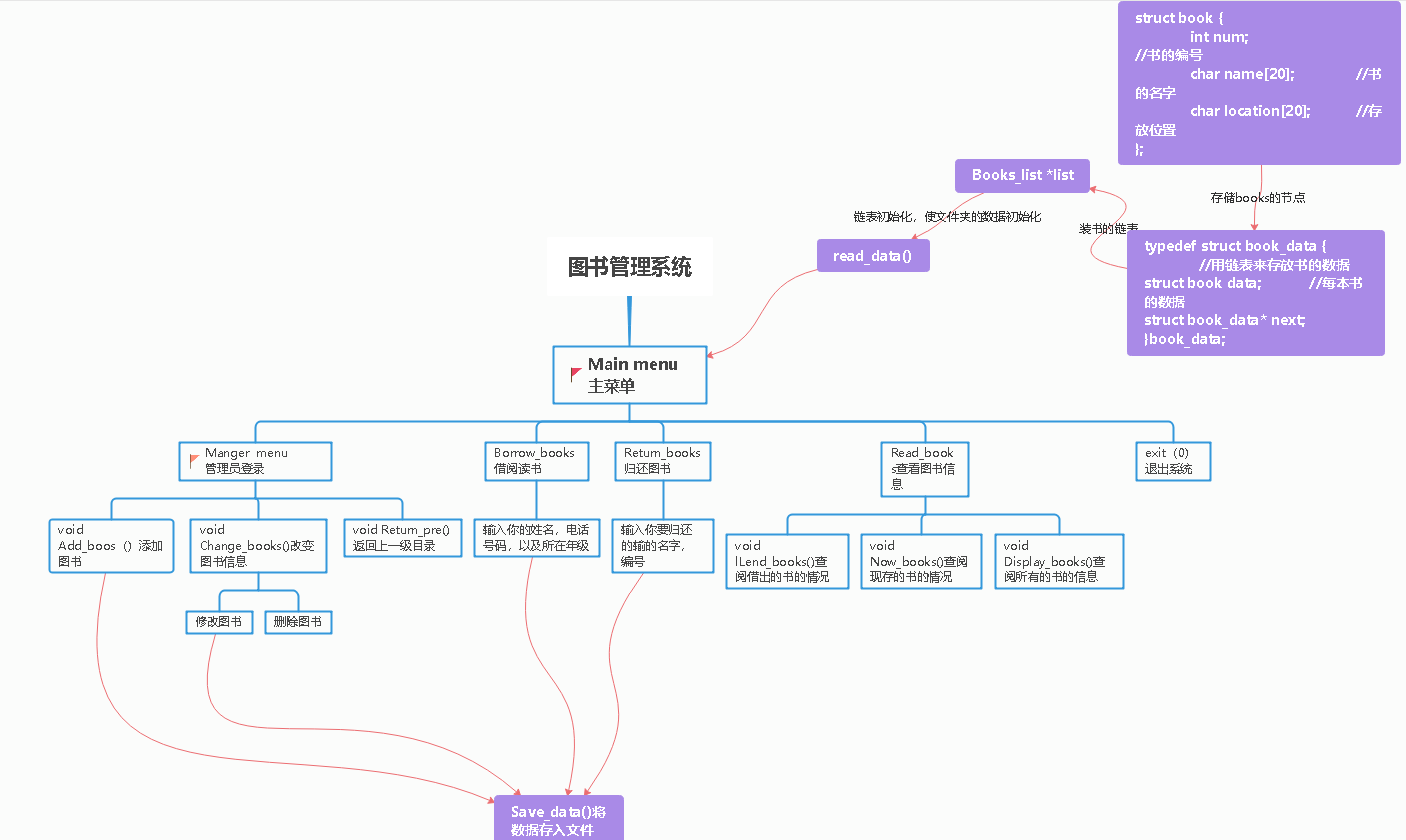 struct book {
int num;
//书的编号
char name[20]; //书
的名字
char location[20]; //存
放位置
};
Books_list *list
存储books的节点
链表初始化，使文件夹的数据初始化
装书的链表
typedef struct book_data {
//用链表来存放书的数据
struct book data; //每本书
的数据
struct book_data* next;
}book_data;
read_data()
图书管理系统
Main menu
主菜单
Manger menu
管理员登录
Borrow_books
借阅读书
Return_books
归还图书
Read_book
s查看图书信
息
exit（0）
退出系统
void
Add_boos（）添加
图书
void
Change_books()改变
图书信息
void Return_pre()
返回上一级目录
输入你的姓名，电话
号码，以及所在年级
输入你要归还
的输的名字，
编号
void
lLend_books()查
阅借出的书的情况
void
Now_books()查阅
现存的书的情况
void
Display_books()查
阅所有的书的信息
修改图书
删除图书
Save_data()将
数据存入文件